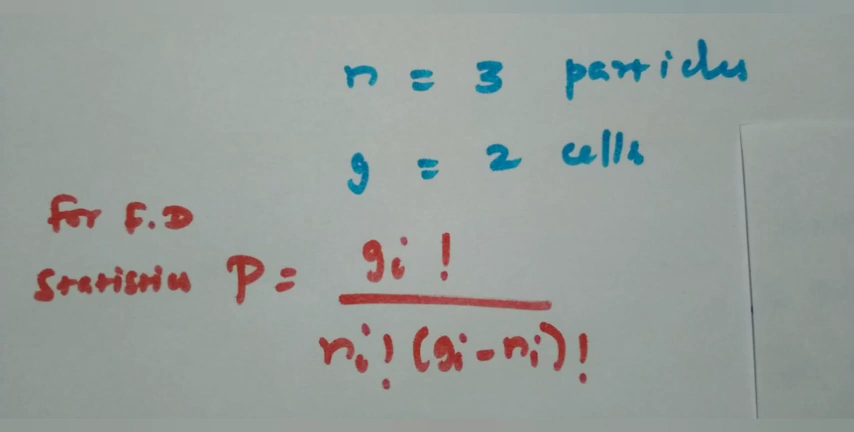 n = 3 particles
g = 2 cells
For F.D
Statistics P = gi !
ni! (gi-ni)!